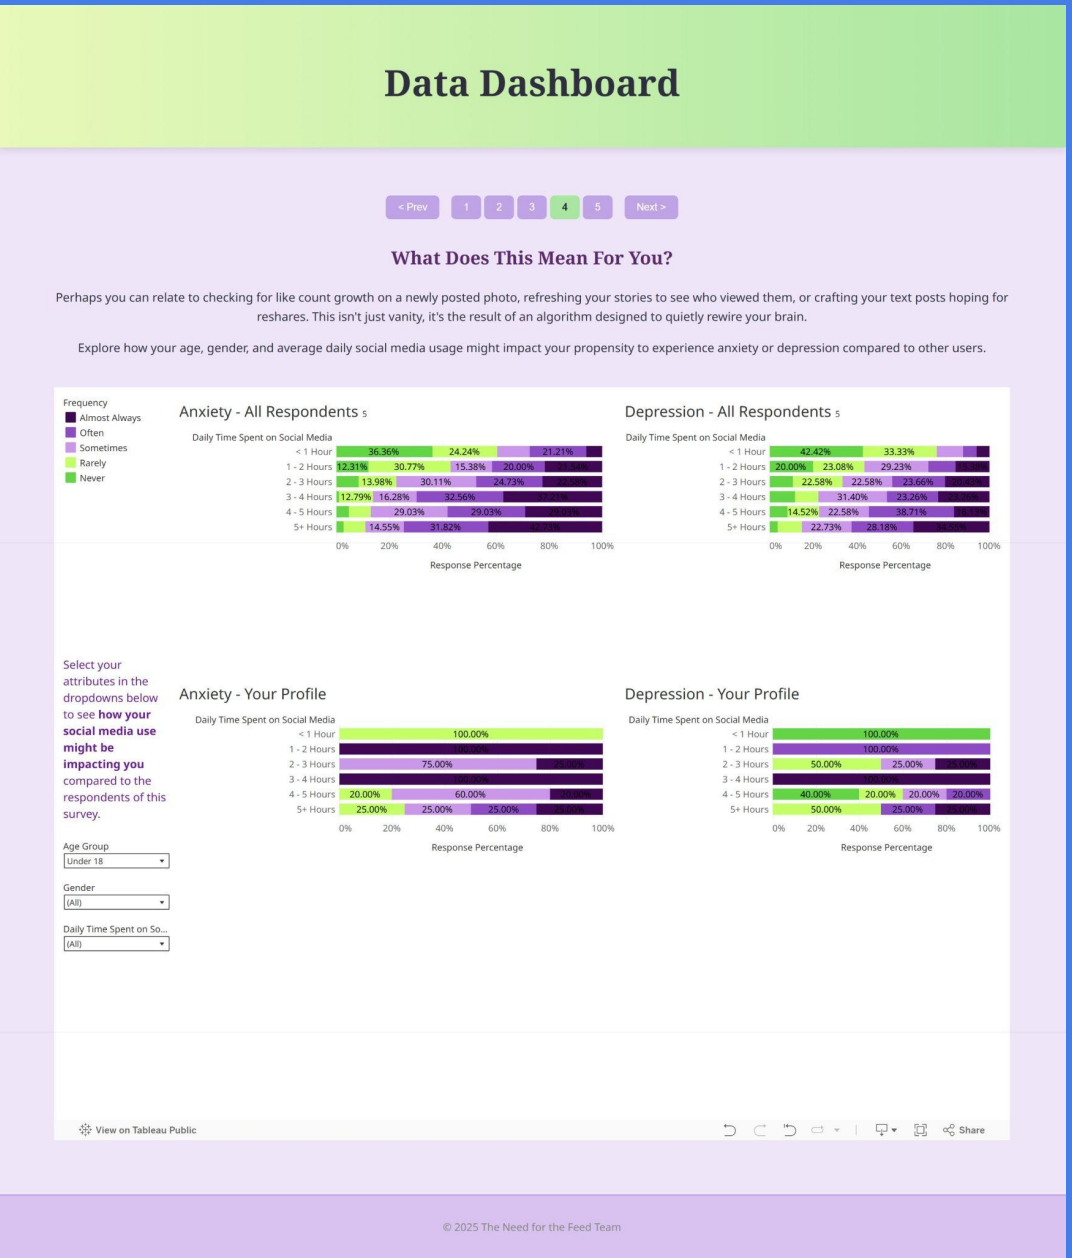 Data Dashboard
< Prev 1 2 3 4 5 Next >
What Does This Mean For You?
Perhaps you can relate to checking for like count growth on a newly posted photo, refreshing your stories to see who viewed them, or crafting your text posts hoping for
reshares. This isn't just vanity, it's the result of an algorithm designed to quietly rewire your brain.
Explore how your age, gender, and average daily social media usage might impact your propensity to experience anxiety or depression compared to other users.
Frequency
Almost Always
Often
Sometimes
Rarely
Never
Anxiety - All Respondents 5
Daily Time Spent on Social Media
< 1 Hour 36.36% 24.24% 21.21%
1 - 2 Hours 12.31% 30.77% 15.38% 20.00%
2 - 3 Hours 13.98% 30.11% 24.73%
3 - 4 Hours 12.79% 16.28% 32.56%
4 - 5 Hours 29.03% 29.03%
5+ Hours 14.55% 31.82%
0% 20% 40% 60% 80% 100%
Response Percentage
Depression - All Respondents 5
Daily Time Spent on Social Media
< 1 Hour 42.42% 33.33%
1 - 2 Hours 20.00% 23.08% 29.23%
2 - 3 Hours 22.58% 22.58% 23.66%
3 - 4 Hours 31.40% 23.26%
4 - 5 Hours 14.52% 22.58% 38.71%
5+ Hours 22.73% 28.18%
0% 20% 40% 60% 80% 100%
Response Percentage
Select your
attributes in the
dropdowns below
to see how your
social media use
might be
impacting you
compared to the
respondents of this
survey.
Age Group
Under 18
Gender
(All)
Daily Time Spent on So...
(All)
Anxiety - Your Profile
Daily Time Spent on Social Media
< 1 Hour 100.00%
1 - 2 Hours 100.00%
2 - 3 Hours 75.00% 25.00%
3 - 4 Hours 100.00%
4 - 5 Hours 20.00% 60.00% 20.00%
5+ Hours 25.00% 25.00% 25.00% 25.00%
0% 20% 40% 60% 80% 100%
Response Percentage
Depression - Your Profile
Daily Time Spent on Social Media
< 1 Hour 100.00%
1 - 2 Hours 100.00%
2 - 3 Hours 50.00% 25.00% 25.00%
3 - 4 Hours 100.00%
4 - 5 Hours 40.00% 20.00% 20.00% 20.00%
5+ Hours 50.00% 25.00% 25.00%
0% 20% 40% 60% 80% 100%
Response Percentage
View on Tableau Public
Share
© 2025 The Need for the Feed Team